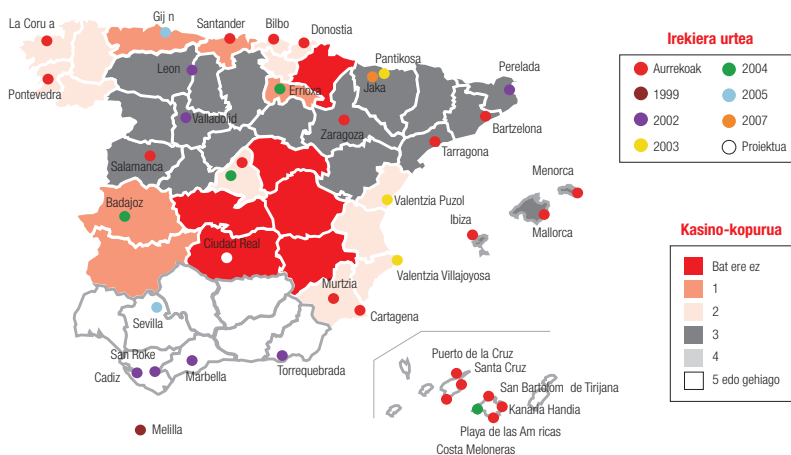 Gij n
La Coru a
Santander
Bilbo
Donostia
Leon
Pantikosa
Jaka
Perelada
Pontevedra
Errioxa
Valladolid
Zaragoza
Bartzelona
Tarragona
Salamanca
Menorca
Badajoz
Valentzia Puzol
Ibiza
Mallorca
Ciudad Real
Valentzia Villajoyosa
Murtzia
Cartagena
Sevilla
San Roke
Cadiz
Marbella
Torrequebrada
Melilla
Puerto de la Cruz
Santa Cruz
San Bartofom de Tirijana
Kanaria Handia
Playa de las Am ricas
Costa Meloneras
Irekiera urtea
Aurrekoak
1999
2002
2003
2004
2005
2007
Proiektua
Kasino-kopurua
Bat ere ez
1
2
3
4
5 edo gehiago